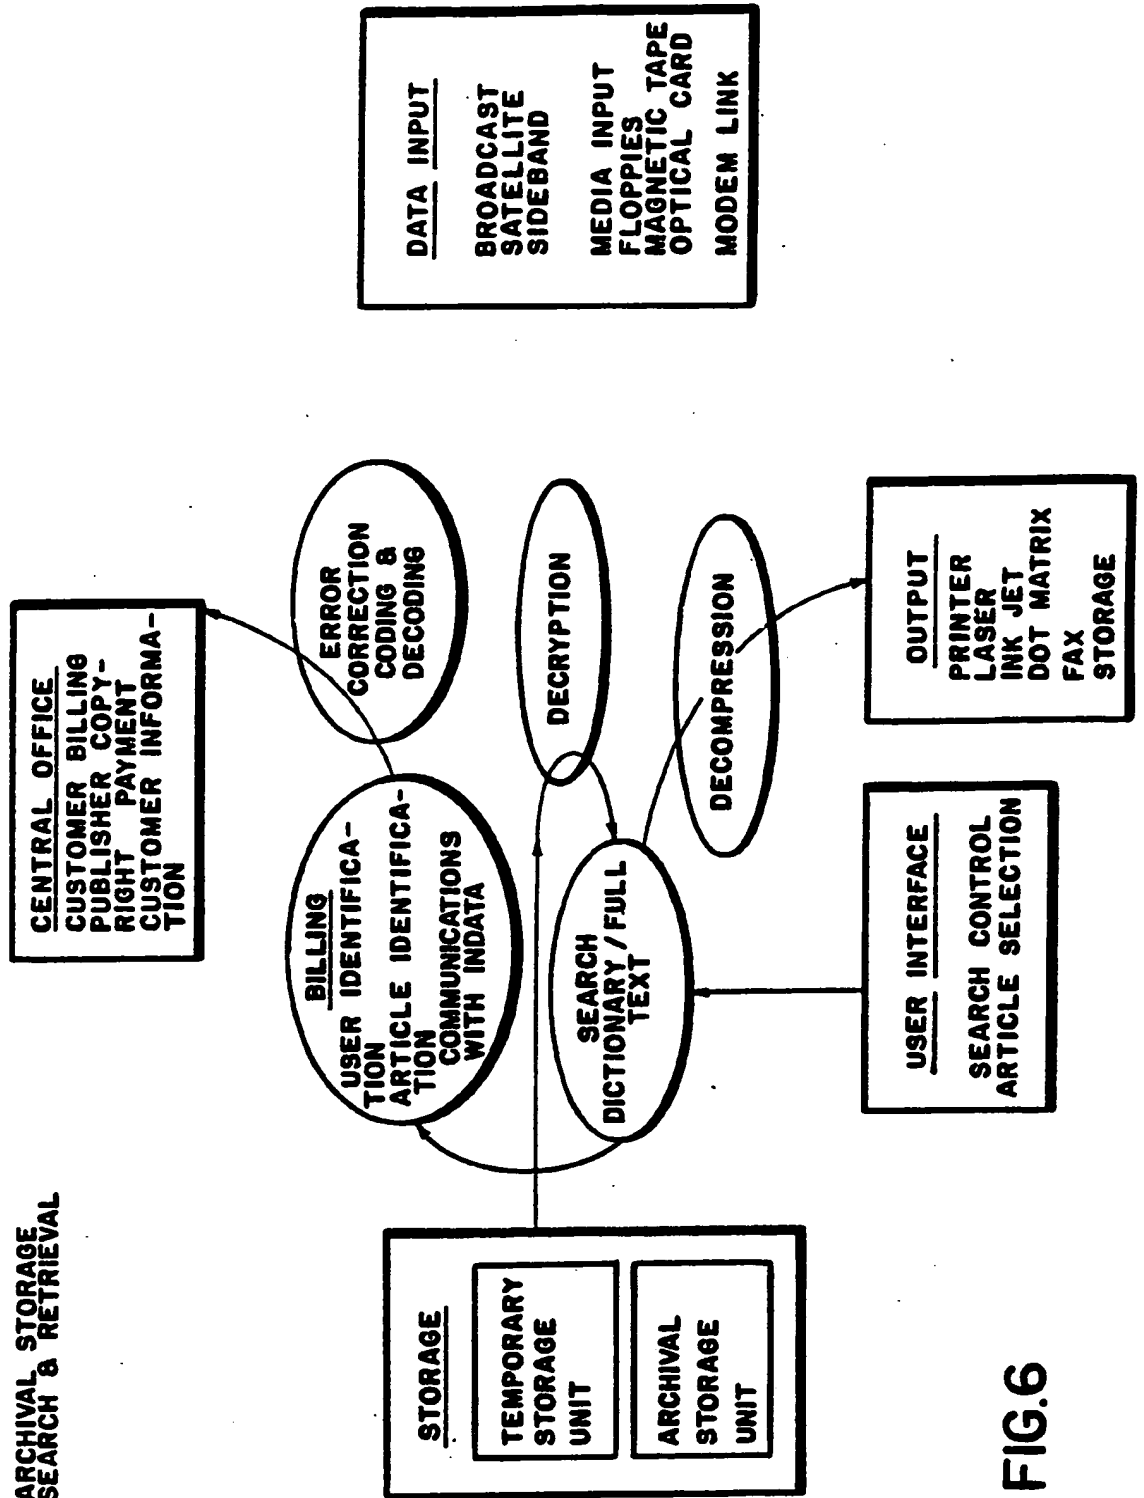 ARCHIVAL STORAGE
SEARCH & RETRIEVAL
CENTRAL OFFICE
CUSTOMER BILLING
PUBLISHER COPY-
RIGHT PAYMENT
CUSTOMER INFORMA-
TION
BILLING
USER IDENTIFICA-
TION
ARTICLE IDENTIFICA-
TION
COMMUNICATIONS
WITH INDATA
ERROR
CORRECTION
CODING &
DECODING
DATA INPUT
BROADCAST
SATELLITE
SIDEBAND
MEDIA INPUT
FLOPPIES
MAGNETIC TAPE
OPTICAL CARD
MODEM LINK
STORAGE
TEMPORARY
STORAGE
UNIT
ARCHIVAL
STORAGE
UNIT
SEARCH
DICTIONARY/FULL
TEXT
DECRYPTION
DECOMPRESSION
USER INTERFACE
SEARCH CONTROL
ARTICLE SELECTION
OUTPUT
PRINTER
LASER
INK JET
DOT MATRIX
FAX
STORAGE
FIG.6